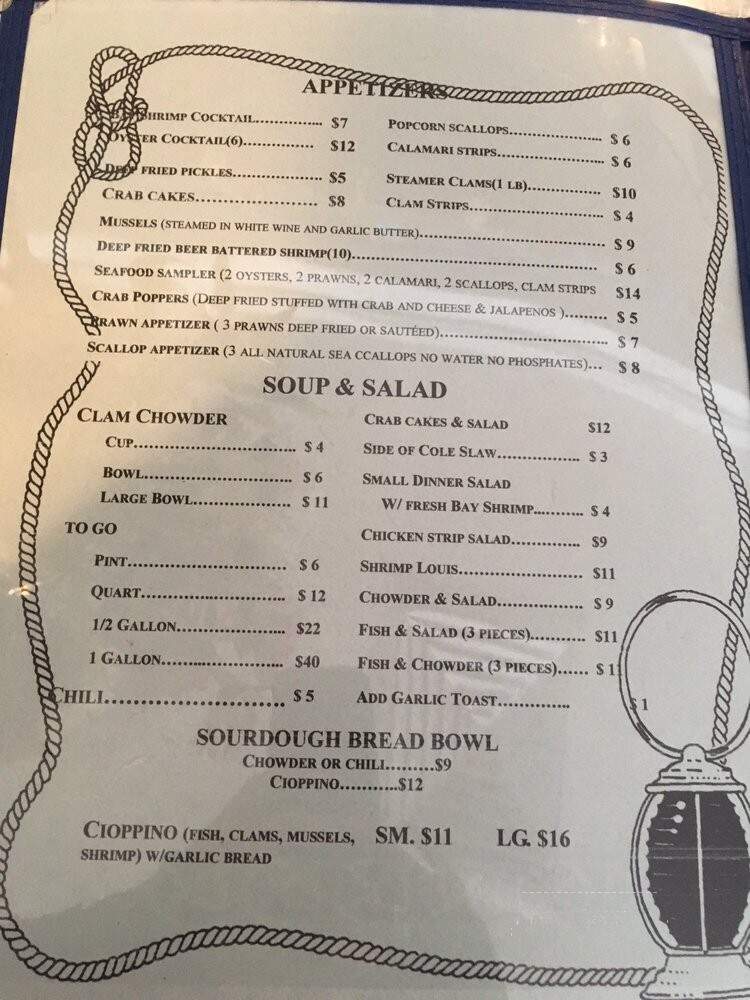 APPETIZERS
SHRIMP COCKTAIL............... $7
OYSTER COCKTAIL(6)............... $12
DEEP FRIED PICKLES................ $5
CRAB CAKES....................... $8
POPCORN SCALLOPS.................. $ 6
CALAMARI STRIPS.................... $ 6
STEAMER CLAMS(1 LB)............. $10
CLAM STRIPS......................... $ 4
MUSSELS (STEAMED IN WHITE WINE AND GARLIC BUTTER)................................ $ 9
DEEP FRIED BEER BATTERED SHRIMP(10)............................................ $ 6
SEAFOOD SAMPLER (2 OYSTERS, 2 PRAWNS, 2 CALAMARI, 2 SCALLOPS, CLAM STRIPS $14
CRAB POPPERS (DEEP FRIED STUFFED WITH CRAB AND CHEESE & JALAPENOS )......... $ 5
PRAWN APPETIZER ( 3 PRAWNS DEEP FRIED OR SAUTÉED)............................... $ 7
SCALLOP APPETIZER (3 ALL NATURAL SEA CCALLOPS NO WATER NO PHOSPHATES)... $ 8
SOUP & SALAD
CLAM CHOWDER
CUP.............................. $ 4
BOWL........................... $ 6
LARGE BOWL.................. $ 11
TO GO
PINT............................. $ 6
QUART.......................... $ 12
1/2 GALLON.................... $22
1 GALLON....................... $40
CHILI.......................... $ 5
CRAB CAKES & SALAD $12
SIDE OF COLE SLAW................ $ 3
SMALL DINNER SALAD
W/ FRESH BAY SHRIMP.......... $ 4
CHICKEN STRIP SALAD............. $9
SHRIMP LOUIS....................... $11
CHOWDER & SALAD................ $ 9
FISH & SALAD (3 PIECES).......... $11
FISH & CHOWDER (3 PIECES)...... $ 1
ADD GARLIC TOAST............. $ 1
SOURDOUGH BREAD BOWL
CHOWDER OR CHILI.........$9
CIOPPINO...........$12
CIOPPINO (FISH, CLAMS, MUSSELS, SM. $11 LG. $16
SHRIMP) W/GARLIC BREAD